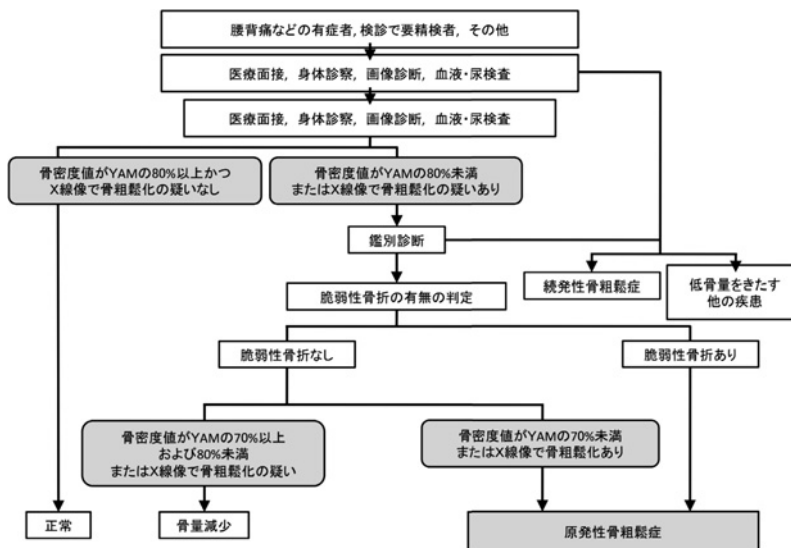 腰背痛などの有症者, 検診で要精検者, その他
医療面接, 身体診察, 画像診断, 血液・尿検査
医療面接, 身体診察, 画像診断, 血液・尿検査
骨密度値がYAMの80%以上かつ
X線像で骨粗鬆化の疑いなし
骨密度値がYAMの80%未満
またはX線像で骨粗鬆化の疑いあり
鑑別診断
続発性骨粗鬆症
低骨量をきたす
他の疾患
脆弱性骨折の有無の判定
脆弱性骨折なし
脆弱性骨折あり
骨密度値がYAMの70%以上
および80%未満
またはX線像で骨粗鬆化の疑い
骨密度値がYAMの70%未満
またはX線像で骨粗鬆化あり
正常
骨量減少
原発性骨粗鬆症